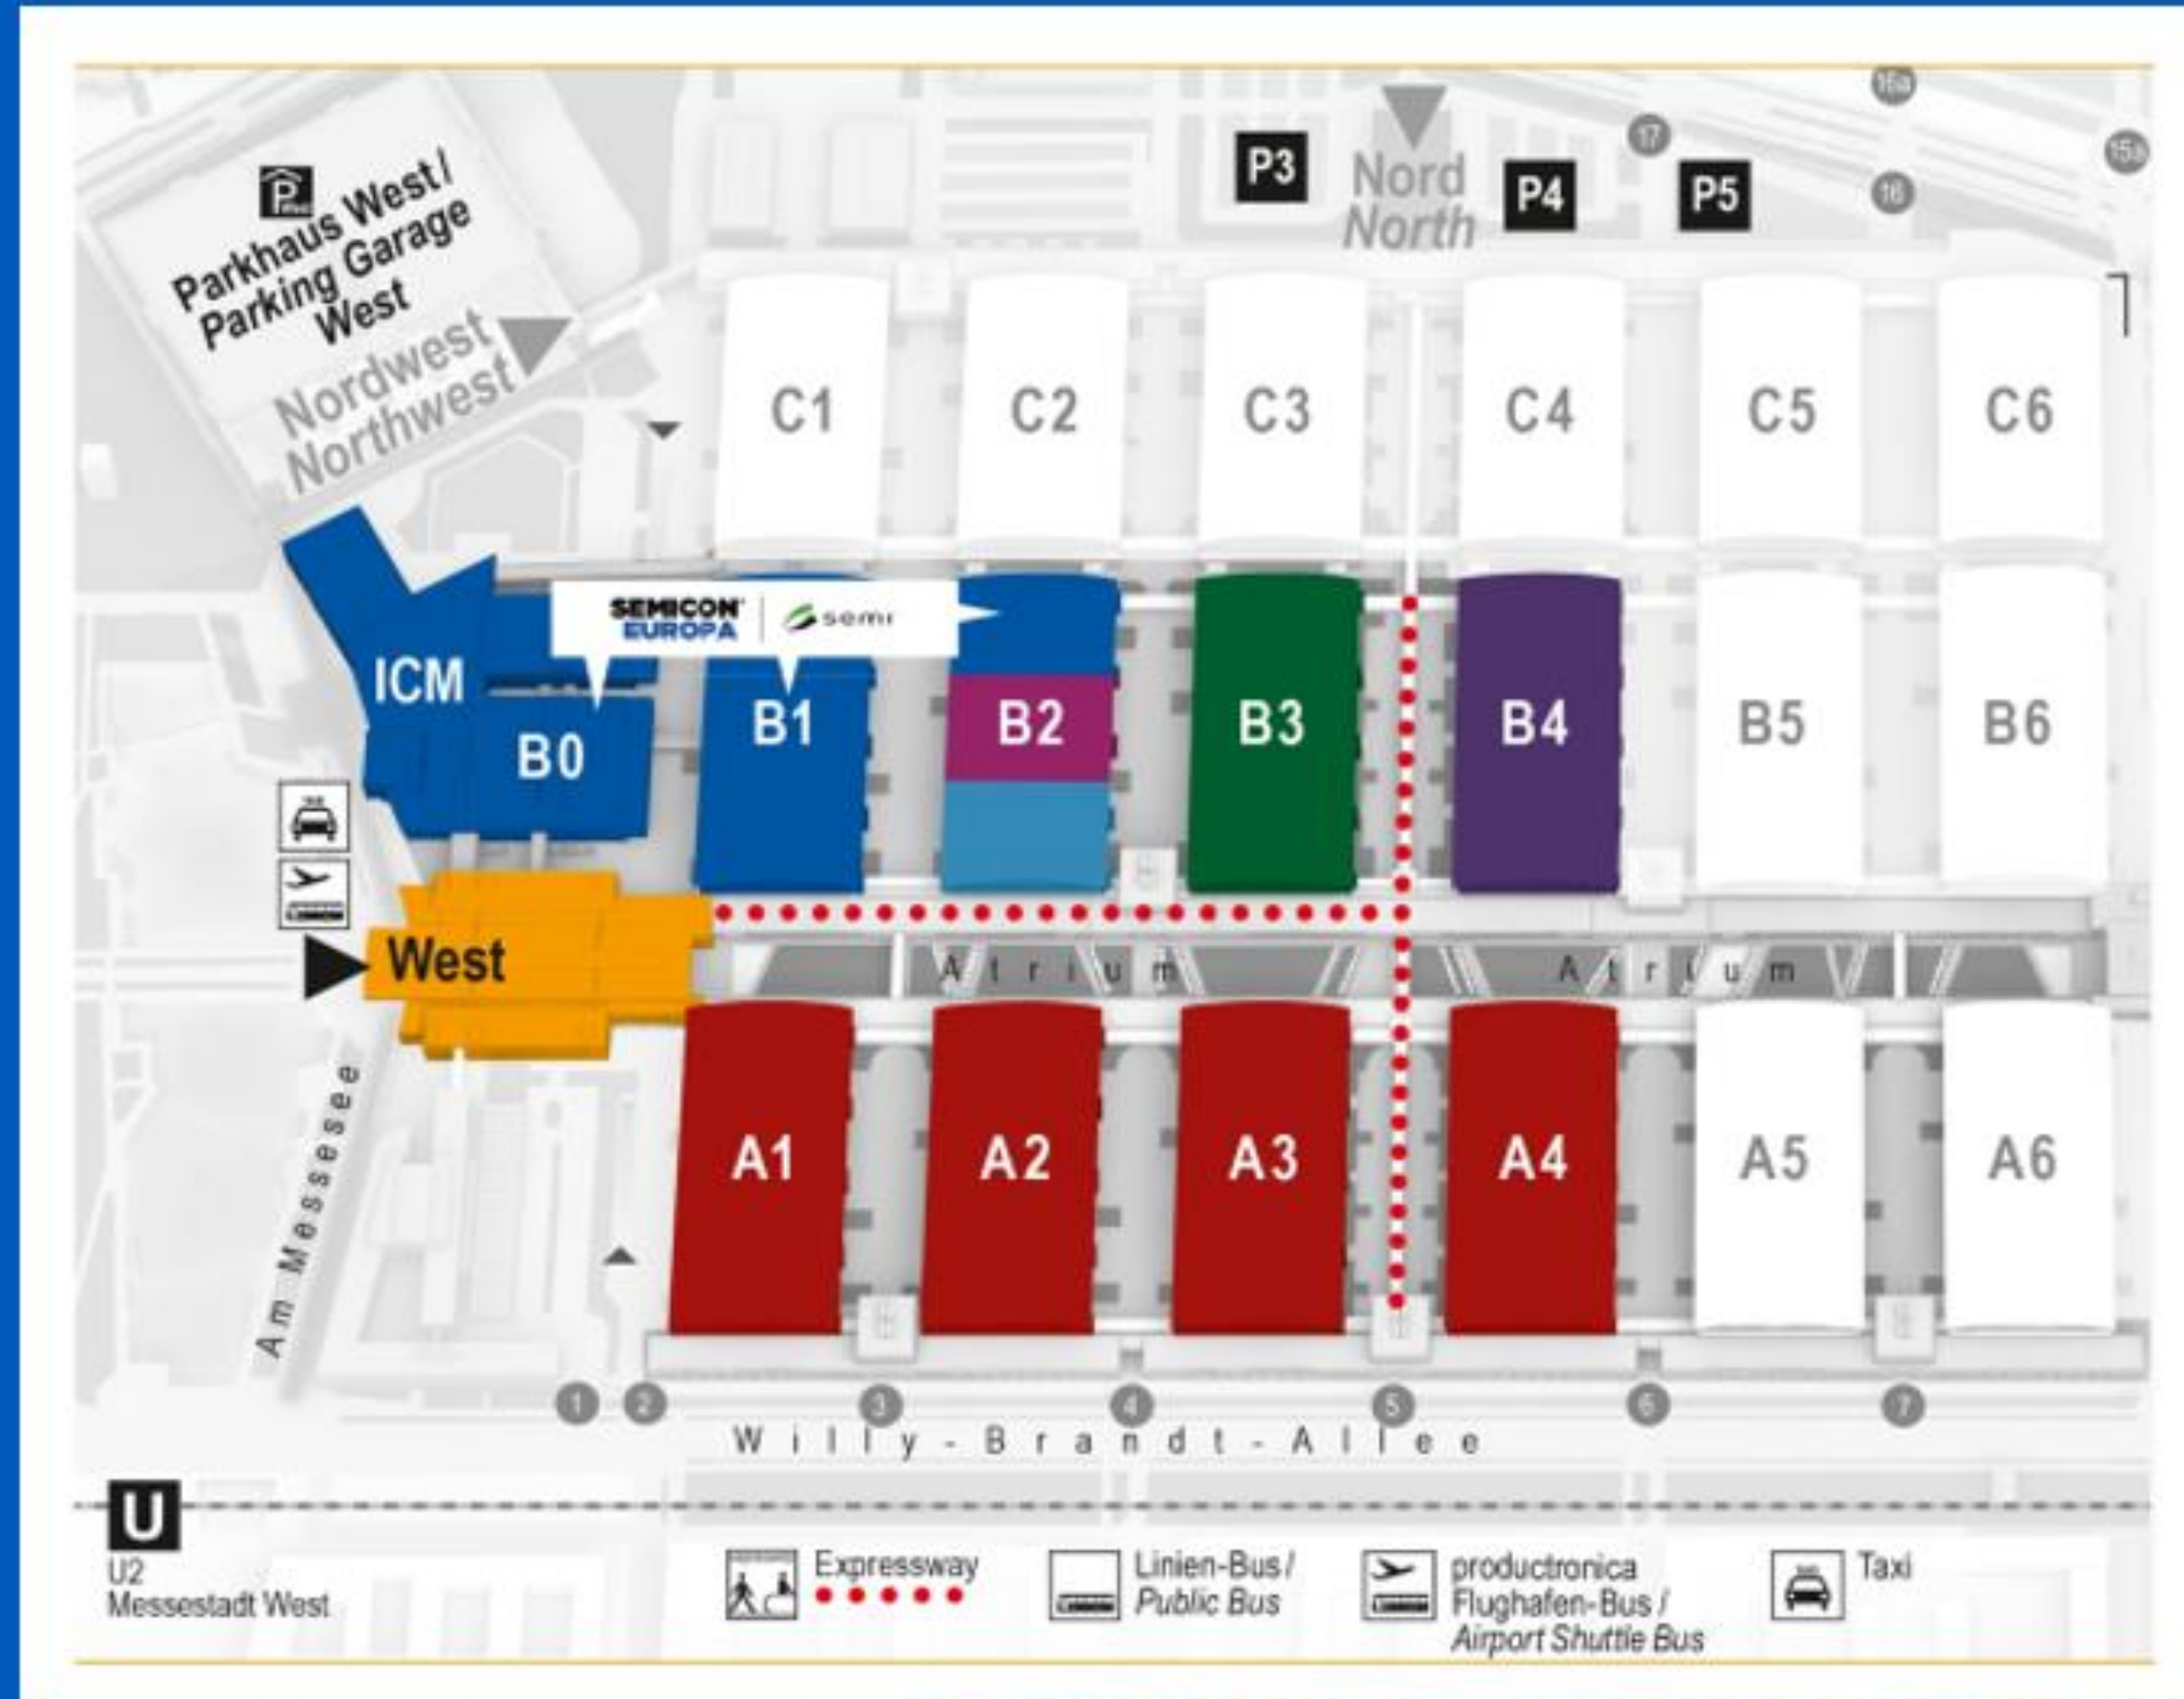 16a
17
15a
P3
Nord
North
P4
P5
16
P
Parkhaus West /
Parking Garage
West
Nordwest
Northwest
C1
C2
C3
C4
C5
C6
SEMICON
EUROPA
semi
ICM
B0
B1
B2
B3
B4
B5
B6
West
Atrium
Atrium
A1
A2
A3
A4
A5
A6
Am Messesee
1
2
3
4
5
6
7
Willy-Brandt-Allee
U
U2
Messestadt West
Expressway
Linien-Bus /
Public Bus
productronica
Flughafen-Bus /
Airport Shuttle Bus
Taxi